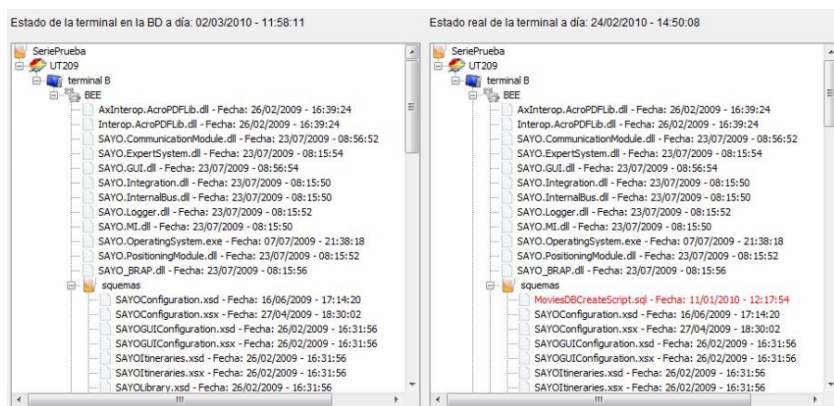 Estado de la terminal en la BD a día: 02/03/2010 - 11:58:11
SeriePrueba
UT209
terminal B
BEE
AxInterop.AcroPDFLib.dll - Fecha: 26/02/2009 - 16:39:24
Interop.AcroPDFLib.dll - Fecha: 26/02/2009 - 16:39:24
SAYO.CommunicationModule.dll - Fecha: 23/07/2009 - 08:56:52
SAYO.ExpertSystem.dll - Fecha: 23/07/2009 - 08:15:54
SAYO.GUI.dll - Fecha: 23/07/2009 - 08:56:54
SAYO.Integration.dll - Fecha: 23/07/2009 - 08:15:50
SAYO.InternalBus.dll - Fecha: 23/07/2009 - 08:15:50
SAYO.Logger.dll - Fecha: 23/07/2009 - 08:15:52
SAYO.MI.dll - Fecha: 23/07/2009 - 08:15:50
SAYO.OperatingSystem.exe - Fecha: 07/07/2009 - 21:38:18
SAYO.PositioningModule.dll - Fecha: 23/07/2009 - 08:15:52
SAYO_BRAP.dll - Fecha: 23/07/2009 - 08:15:56
squemas
SAYOConfiguration.xsd - Fecha: 16/06/2009 - 17:14:20
SAYOConfiguration.xsx - Fecha: 27/04/2009 - 18:30:02
SAYOGUIConfiguration.xsd - Fecha: 26/02/2009 - 16:31:56
SAYOGUIConfiguration.xsx - Fecha: 26/02/2009 - 16:31:56
SAYOItineraries.xsd - Fecha: 26/02/2009 - 16:31:56
SAYOItineraries.xsx - Fecha: 26/02/2009 - 16:31:56
SAYOLibrary.xsd - Fecha: 26/02/2009 - 16:31:56
Estado real de la terminal a día: 24/02/2010 - 14:50:08
SeriePrueba
UT209
terminal B
BEE
AxInterop.AcroPDFLib.dll - Fecha: 26/02/2009 - 16:39:24
Interop.AcroPDFLib.dll - Fecha: 26/02/2009 - 16:39:24
SAYO.CommunicationModule.dll - Fecha: 23/07/2009 - 08:56:52
SAYO.ExpertSystem.dll - Fecha: 23/07/2009 - 08:15:54
SAYO.GUI.dll - Fecha: 23/07/2009 - 08:56:54
SAYO.Integration.dll - Fecha: 23/07/2009 - 08:15:50
SAYO.InternalBus.dll - Fecha: 23/07/2009 - 08:15:50
SAYO.Logger.dll - Fecha: 23/07/2009 - 08:15:52
SAYO.MI.dll - Fecha: 23/07/2009 - 08:15:50
SAYO.OperatingSystem.exe - Fecha: 07/07/2009 - 21:38:18
SAYO.PositioningModule.dll - Fecha: 23/07/2009 - 08:15:52
SAYO_BRAP.dll - Fecha: 23/07/2009 - 08:15:56
squemas
MoviesDBCreateScript.sql - Fecha: 11/01/2010 - 12:17:54
SAYOConfiguration.xsd - Fecha: 16/06/2009 - 17:14:20
SAYOConfiguration.xsx - Fecha: 27/04/2009 - 18:30:02
SAYOGUIConfiguration.xsd - Fecha: 26/02/2009 - 16:31:56
SAYOGUIConfiguration.xsx - Fecha: 26/02/2009 - 16:31:56
SAYOItineraries.xsd - Fecha: 26/02/2009 - 16:31:56
SAYOItineraries.xsx - Fecha: 26/02/2009 - 16:31:56